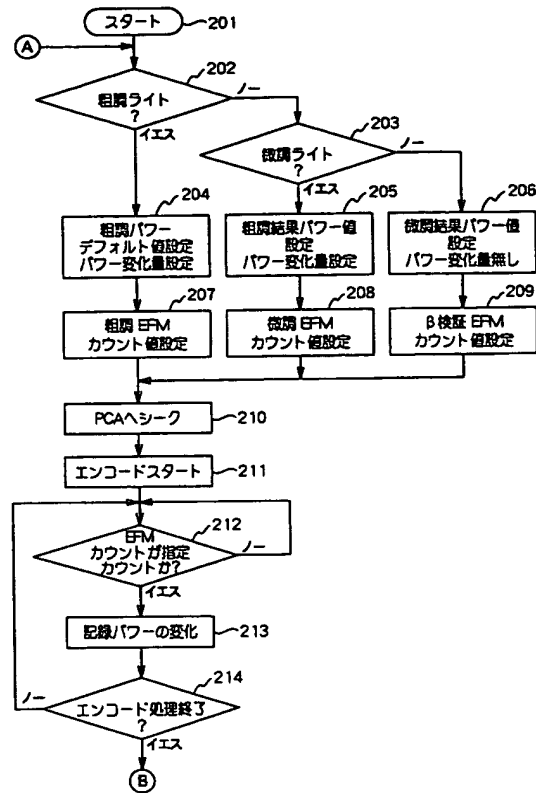 スタート
201
A
202
粗調ライト
?
ノー
イエス
203
微調ライト
?
ノー
イエス
204
粗調パワー
デフォルト値設定
パワー変化量設定
205
粗調結果パワー値
設定
パワー変化量設定
206
微調結果パワー値
設定
パワー変化量無し
207
粗調 EFM
カウント値設定
208
微調 EFM
カウント値設定
209
β検証 EFM
カウント値設定
PCAへシーク
210
エンコードスタート
211
212
EFM
カウントが指定
カウントか?
ノー
イエス
記録パワーの変化
213
214
ノー
エンコード処理終了
?
イエス
B